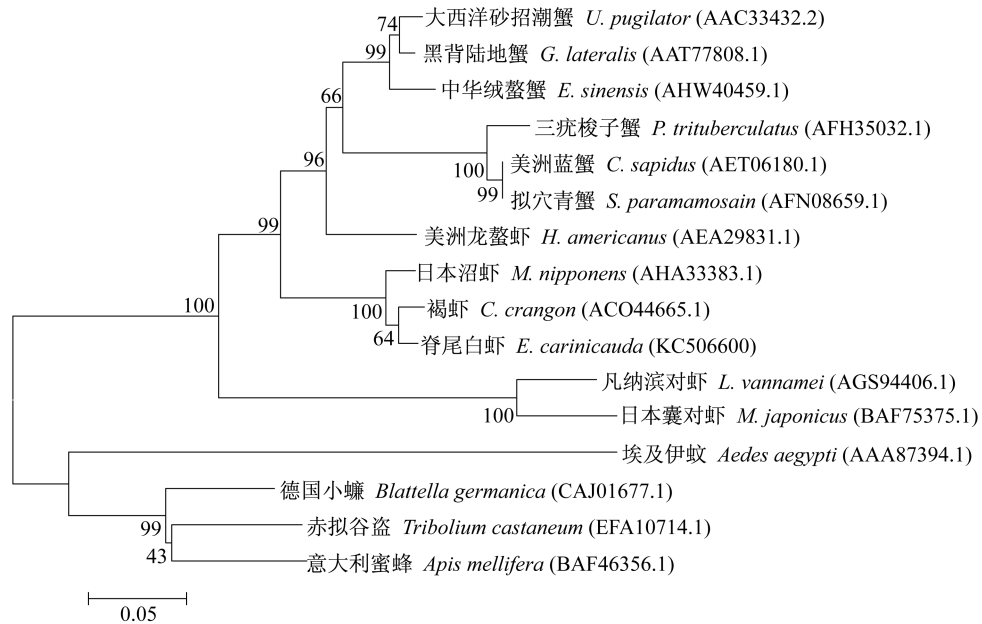 74
大西洋砂招潮蟹 U. pugilator (AAC33432.2)
99
黑背陆地蟹 G. lateralis (AAT77808.1)
中华绒螯蟹 E. sinensis (AHW40459.1)
66
三疣梭子蟹 P. trituberculatus (AFH35032.1)
96
100
美洲蓝蟹 C. sapidus (AET06180.1)
99
拟穴青蟹 S. paramamosain (AFN08659.1)
99
美洲龙螯虾 H. americanus (AEA29831.1)
日本沼虾 M. nipponens (AHA33383.1)
100
100
褐虾 C. crangon (ACO44665.1)
64
脊尾白虾 E. carinicauda (KC506600)
凡纳滨对虾 L. vannamei (AGS94406.1)
100
日本囊对虾 M. japonicus (BAF75375.1)
埃及伊蚊 Aedes aegypti (AAA87394.1)
德国小蠊 Blattella germanica (CAJ01677.1)
99
赤拟谷盗 Tribolium castaneum (EFA10714.1)
43
意大利蜜蜂 Apis mellifera (BAF46356.1)
0.05